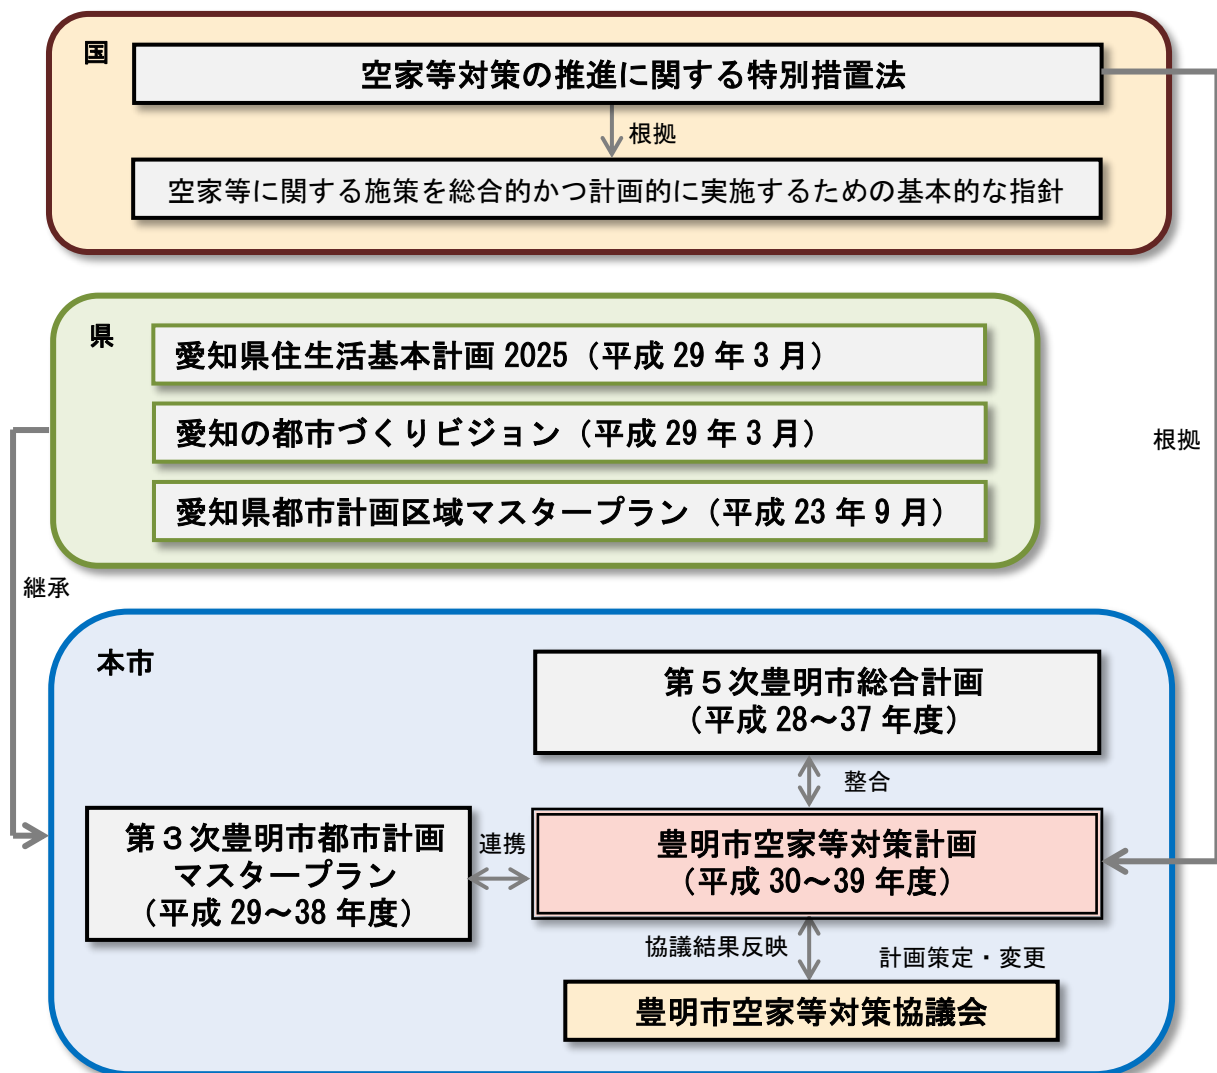 国
空家等対策の推進に関する特別措置法
根拠
空家等に関する施策を総合的かつ計画的に実施するための基本的な指針
県
愛知県住生活基本計画 2025（平成 29 年 3 月）
愛知の都市づくりビジョン（平成 29 年 3 月）
愛知県都市計画区域マスタープラン（平成 23 年 9 月）
根拠
継承
本市
第５次豊明市総合計画
（平成 28～37 年度）
整合
第３次豊明市都市計画
マスタープラン
（平成 29～38 年度）
連携
豊明市空家等対策計画
（平成 30～39 年度）
協議結果反映
計画策定・変更
豊明市空家等対策協議会